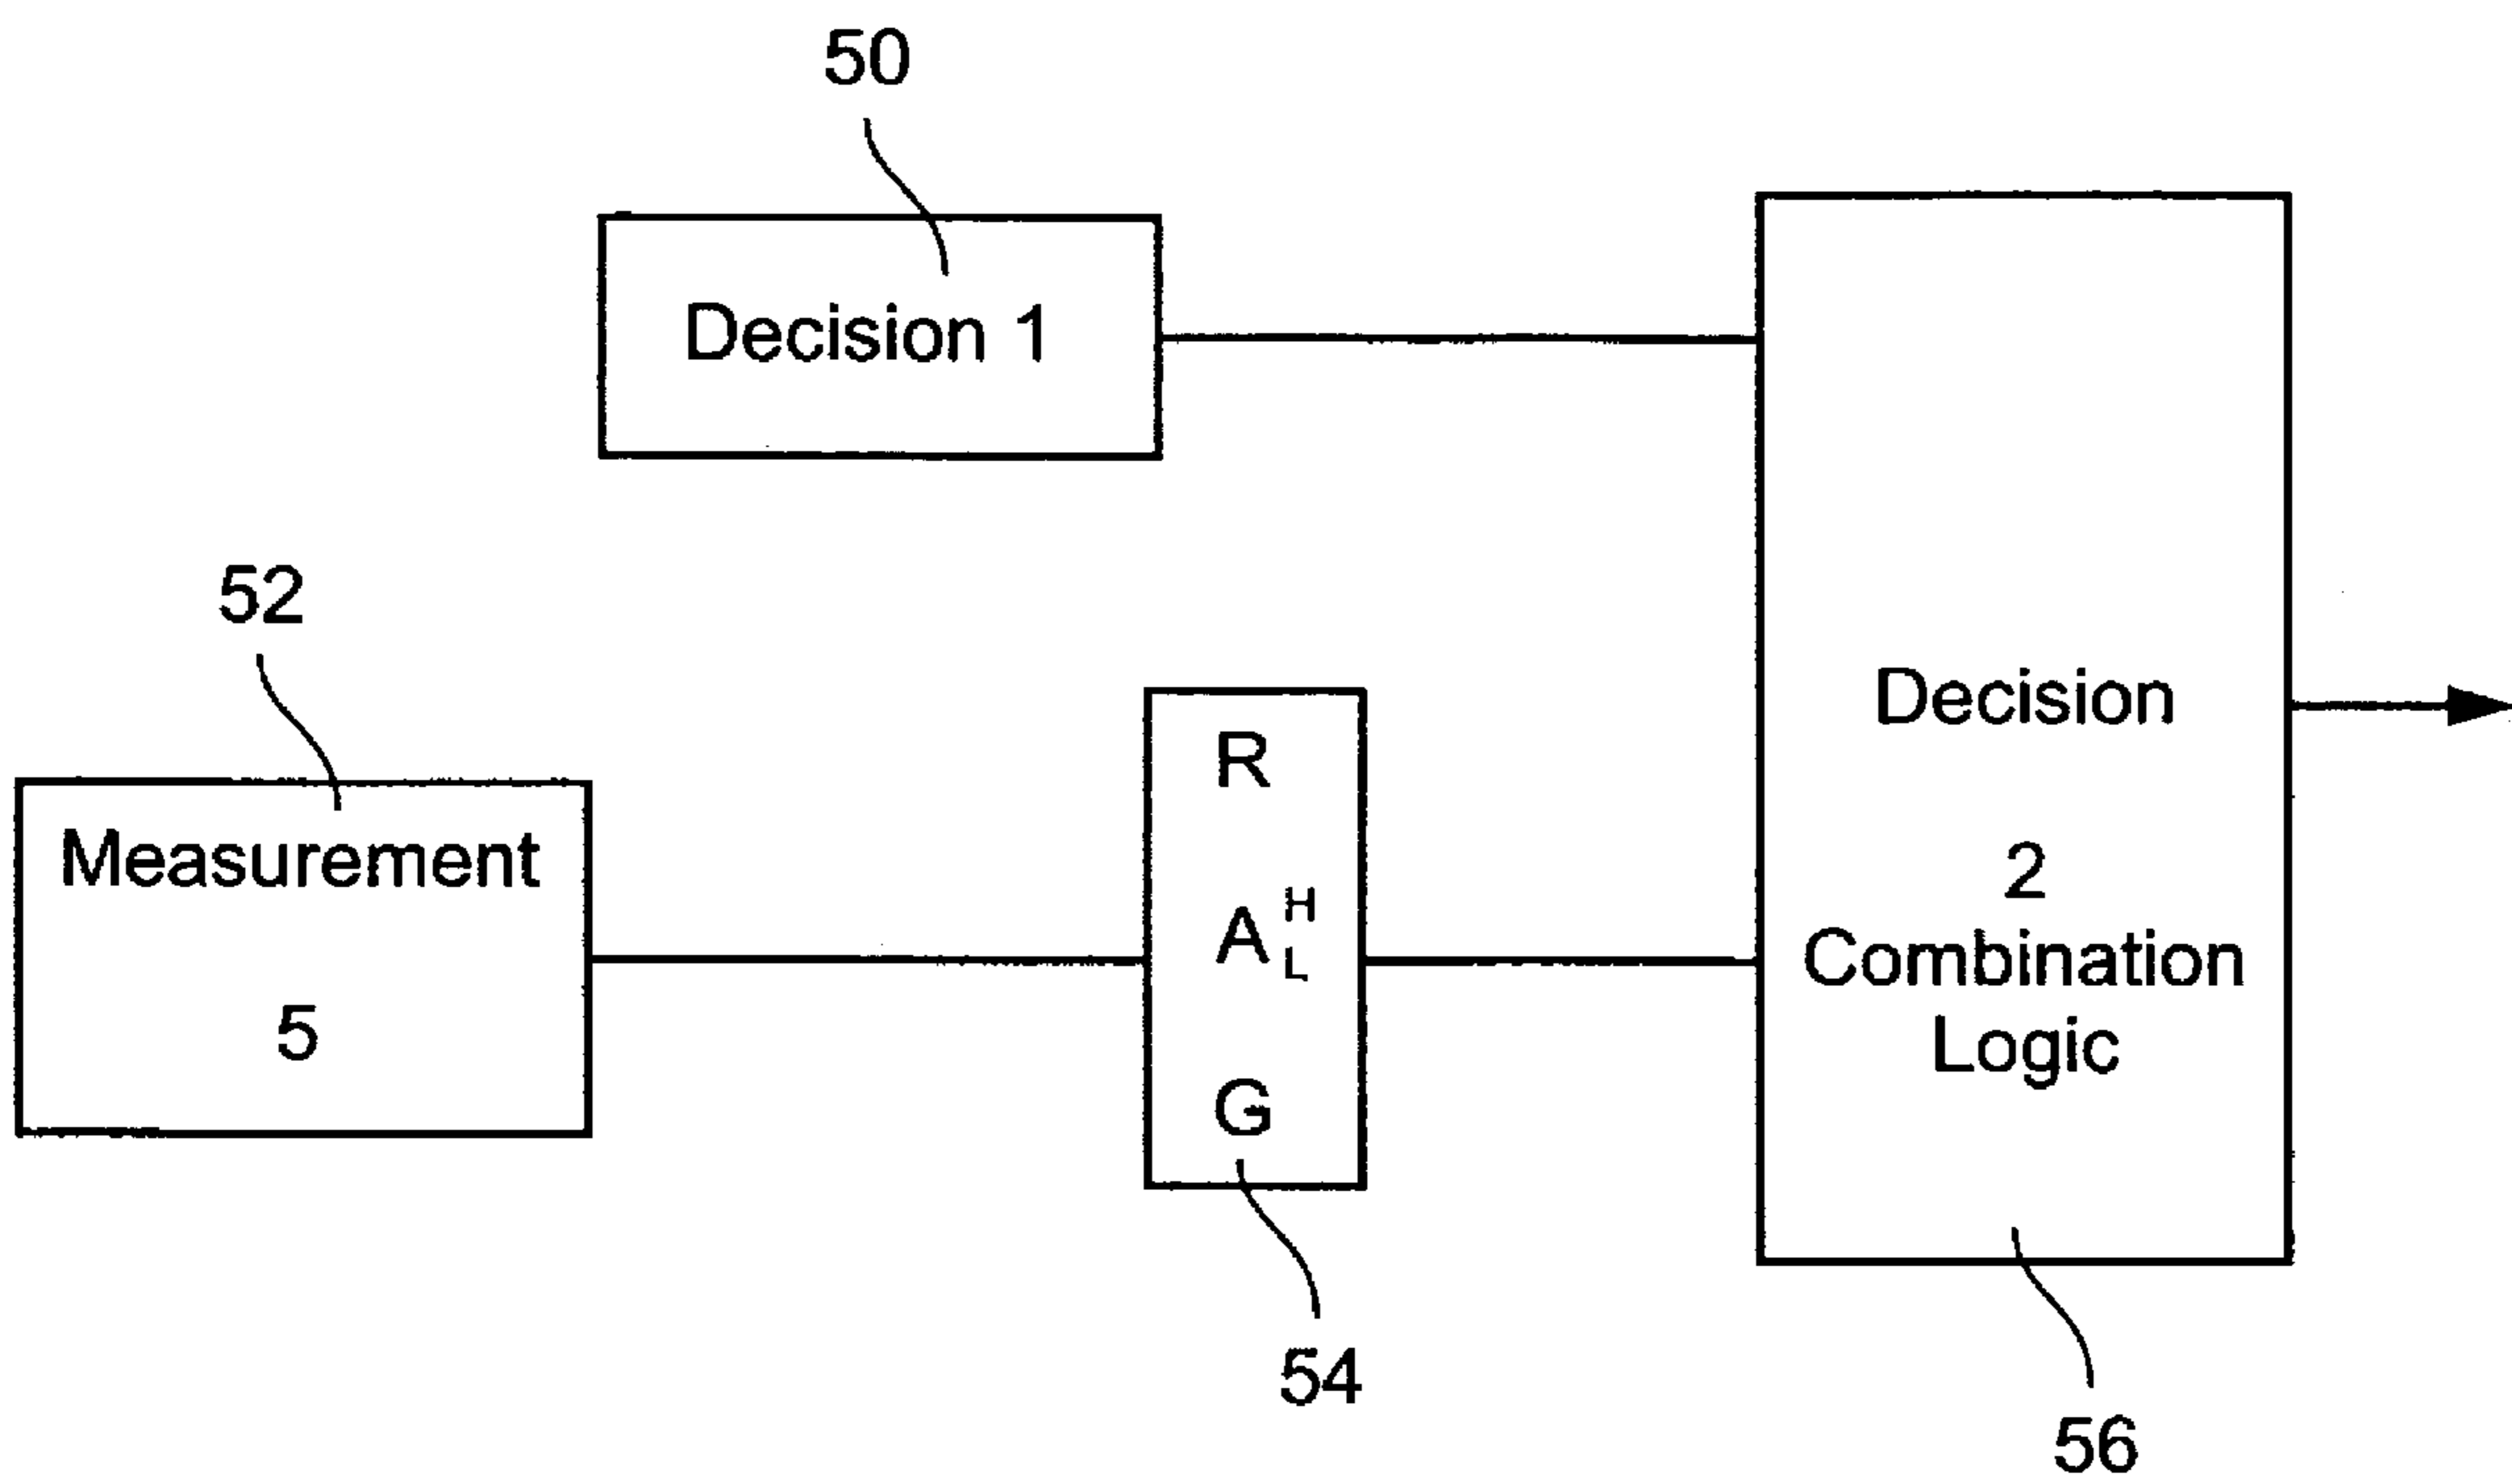 50
Decision 1
52
Measurement
5
R
A H
L
G
54
Decision
2
Combination
Logic
56